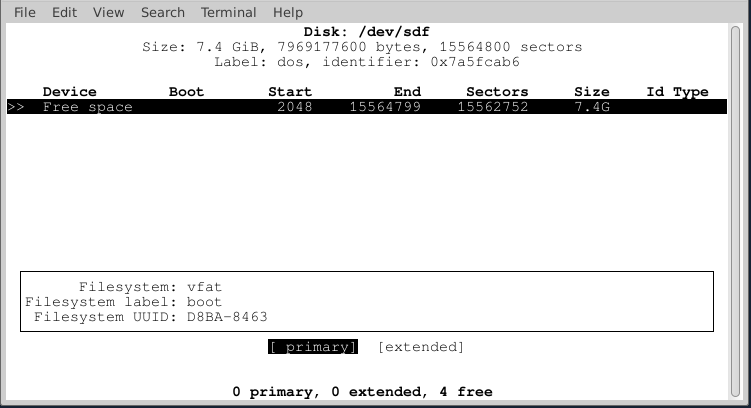 File Edit View Search Terminal Help
Disk: /dev/sdf
Size: 7.4 GiB, 7969177600 bytes, 15564800 sectors
Label: dos, identifier: 0x7a5fcab6
Device Boot Start End Sectors Size Id Type
>> Free space 2048 15564799 15562752 7.4G
Filesystem: vfat
Filesystem label: boot
Filesystem UUID: D8BA-8463
[ primary] [extended]
0 primary, 0 extended, 4 free